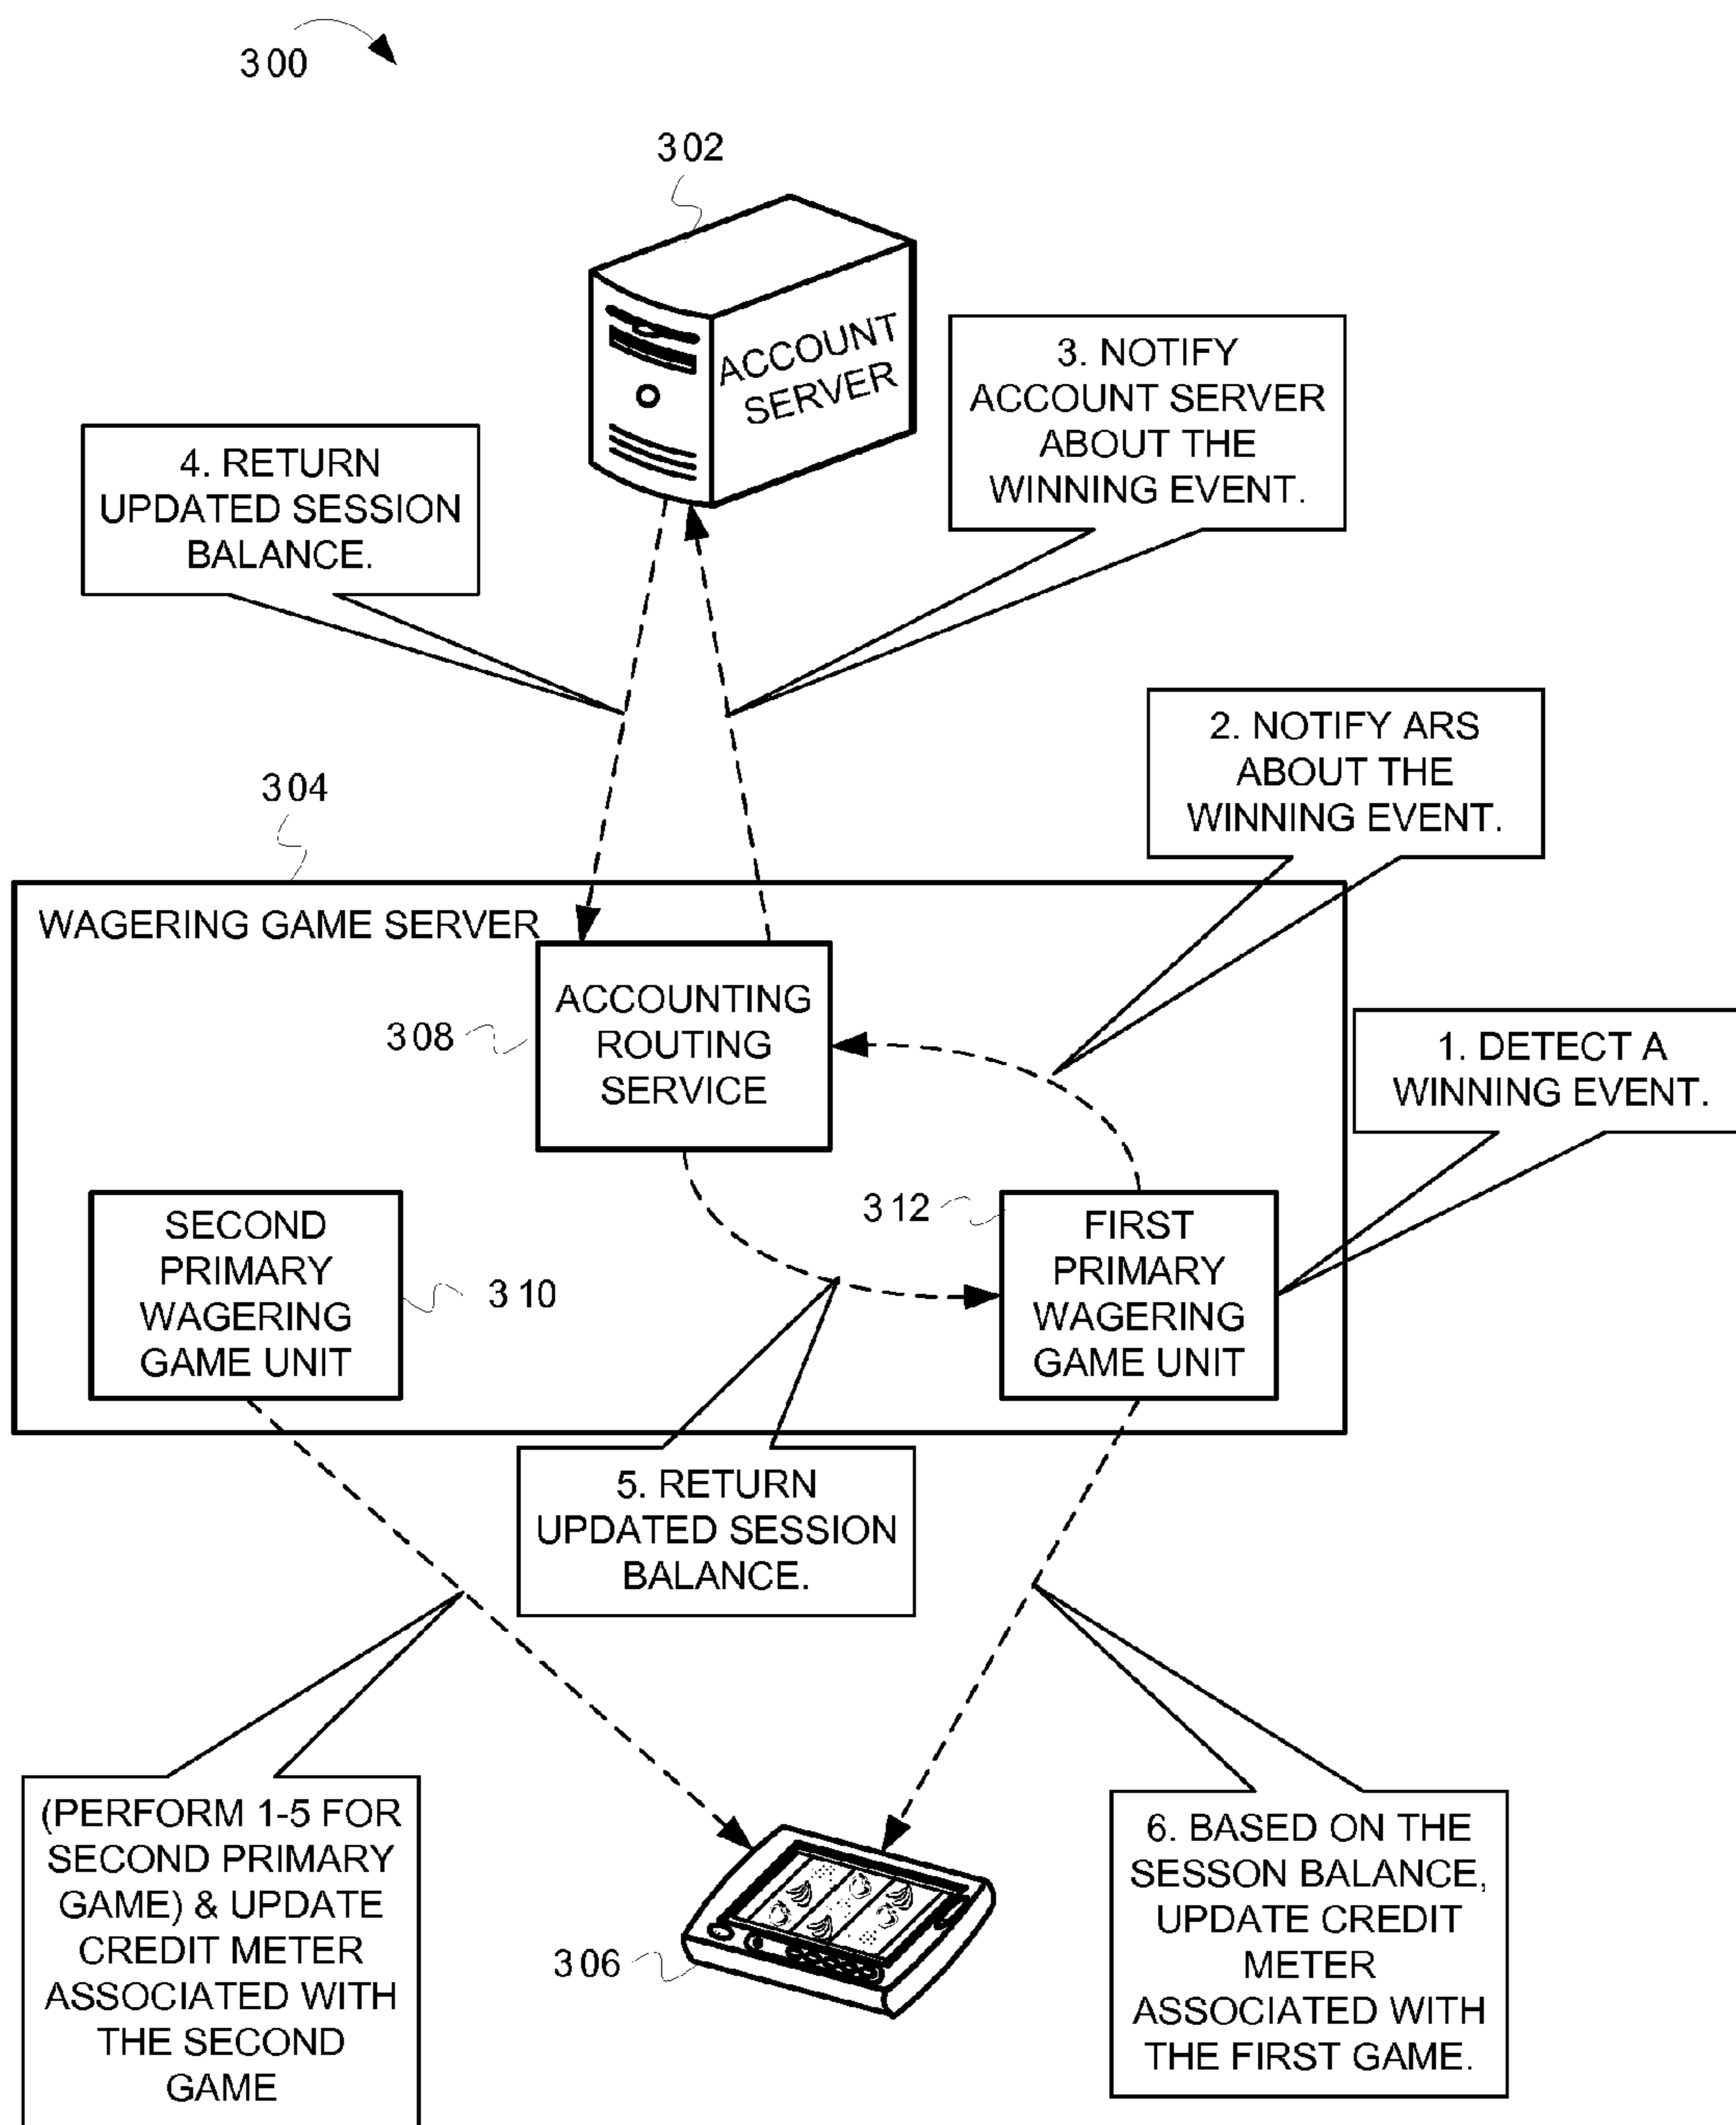 300
302
ACCOUNT
SERVER
3. NOTIFY
ACCOUNT SERVER
ABOUT THE
WINNING EVENT.
4. RETURN
UPDATED SESSION
BALANCE.
2. NOTIFY ARS
ABOUT THE
WINNING EVENT.
304
WAGERING GAME SERVER
ACCOUNTING
ROUTING
SERVICE
308
1. DETECT A
WINNING EVENT.
SECOND
PRIMARY
WAGERING
GAME UNIT
310
312
FIRST
PRIMARY
WAGERING
GAME UNIT
5. RETURN
UPDATED SESSION
BALANCE.
(PERFORM 1-5 FOR
SECOND PRIMARY
GAME) & UPDATE
CREDIT METER
ASSOCIATED WITH
THE SECOND
GAME
306
6. BASED ON THE
SESSON BALANCE,
UPDATE CREDIT
METER
ASSOCIATED WITH
THE FIRST GAME.